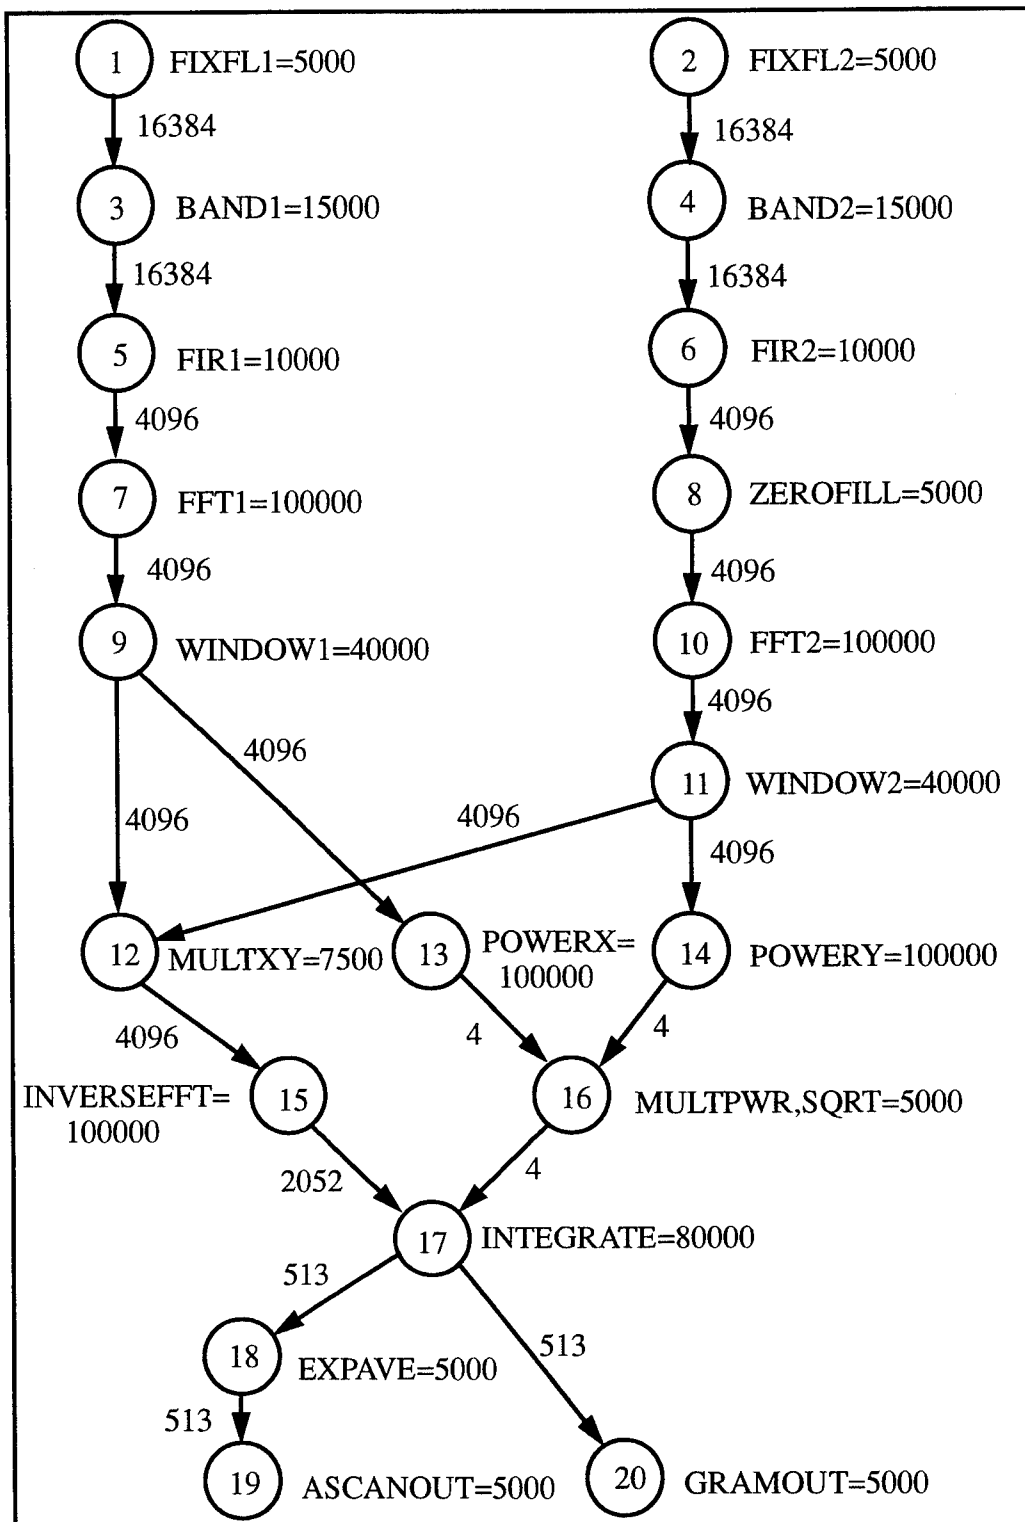 1 FIXFL1=5000
2 FIXFL2=5000
16384
16384
3 BAND1=15000
4 BAND2=15000
16384
16384
5 FIR1=10000
6 FIR2=10000
4096
4096
7 FFT1=100000
8 ZEROFILL=5000
4096
4096
9 WINDOW1=40000
10 FFT2=100000
4096
4096
11 WINDOW2=40000
4096
4096
4096
12 MULTXY=7500
13 POWERX=
100000
14 POWERY=100000
4096
4
4
INVERSEFFT=
100000
15
16 MULTPWR,SQRT=5000
2052
4
17 INTEGRATE=80000
513
513
18 EXPAVE=5000
513
19 ASCANOUT=5000
20 GRAMOUT=5000